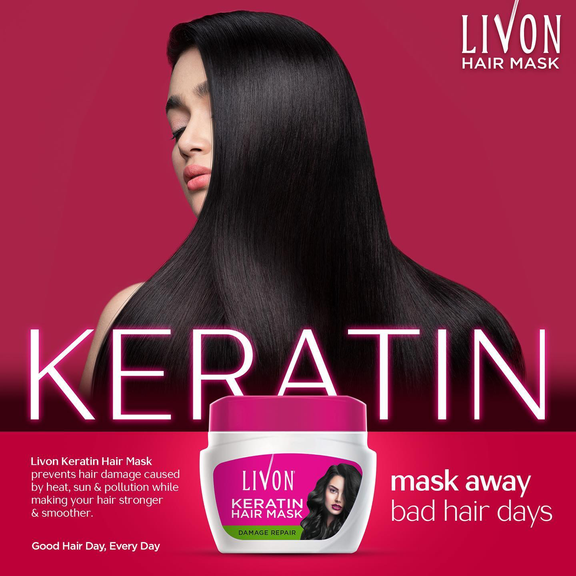 LIVON
HAIR MASK
KERATIN
Livon Keratin Hair Mask
prevents hair damage caused
by heat, sun & pollution while
making your hair stronger
& smoother.
Good Hair Day, Every Day
LIVON
KERATIN
HAIR MASK
DAMAGE REPAIR
mask away
bad hair days